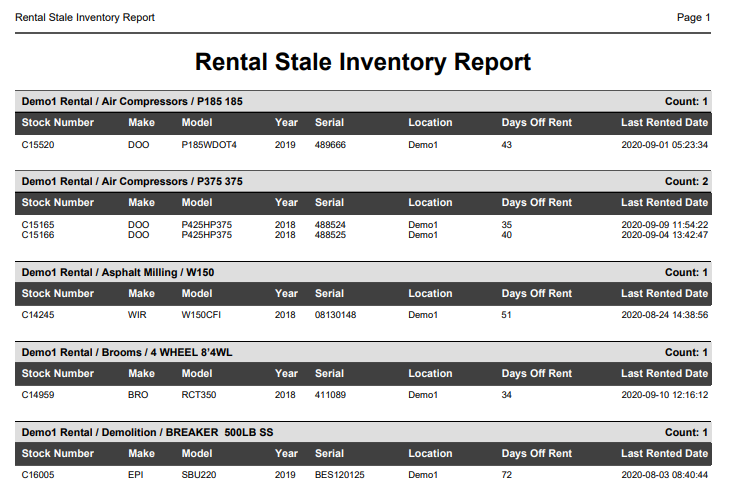 Rental Stale Inventory Report Page 1
Rental Stale Inventory Report
Demo1 Rental / Air Compressors / P185 185 Count: 1
Stock Number Make Model Year Serial Location Days Off Rent Last Rented Date
C15520 DOO P185WDOT4 2019 489666 Demo1 43 2020-09-01 05:23:34
Demo1 Rental / Air Compressors / P375 375 Count: 2
Stock Number Make Model Year Serial Location Days Off Rent Last Rented Date
C15165 DOO P425HP375 2018 488524 Demo1 35 2020-09-09 11:54:22
C15166 DOO P425HP375 2018 488525 Demo1 40 2020-09-04 13:42:47
Demo1 Rental / Asphalt Milling / W150 Count: 1
Stock Number Make Model Year Serial Location Days Off Rent Last Rented Date
C14245 WIR W150CFI 2018 08130148 Demo1 51 2020-08-24 14:38:56
Demo1 Rental / Brooms / 4 WHEEL 8'4WL Count: 1
Stock Number Make Model Year Serial Location Days Off Rent Last Rented Date
C14959 BRO RCT350 2018 411089 Demo1 34 2020-09-10 12:16:12
Demo1 Rental / Demolition / BREAKER  500LB SS Count: 1
Stock Number Make Model Year Serial Location Days Off Rent Last Rented Date
C16005 EPI SBU220 2019 BES120125 Demo1 72 2020-08-03 08:40:44